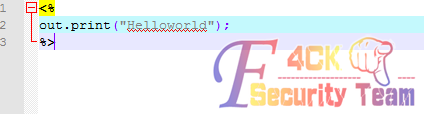 1 <%
2 out.print("Helloworld");
3 %>
F 4CK
Security Team